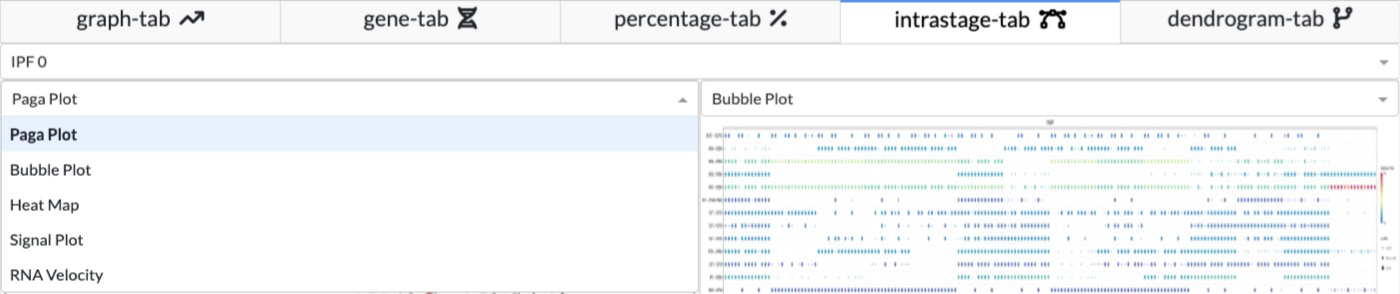 graph-tab
gene-tab
percentage-tab
intrastage-tab
dendrogram-tab
IPF 0
Paga Plot
Bubble Plot
Paga Plot
Bubble Plot
Heat Map
Signal Plot
RNA Velocity